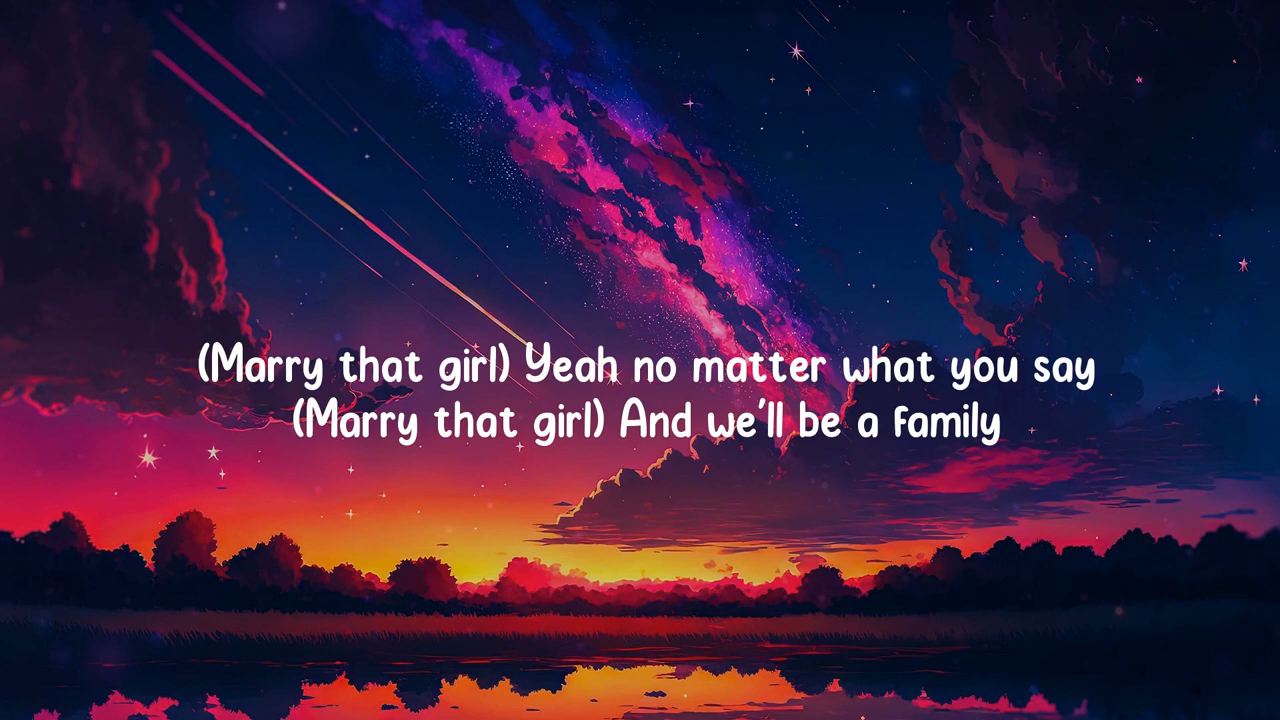 (Marry that girl) Yeah no matter what you say
(Marry that girl) And we'll be a family